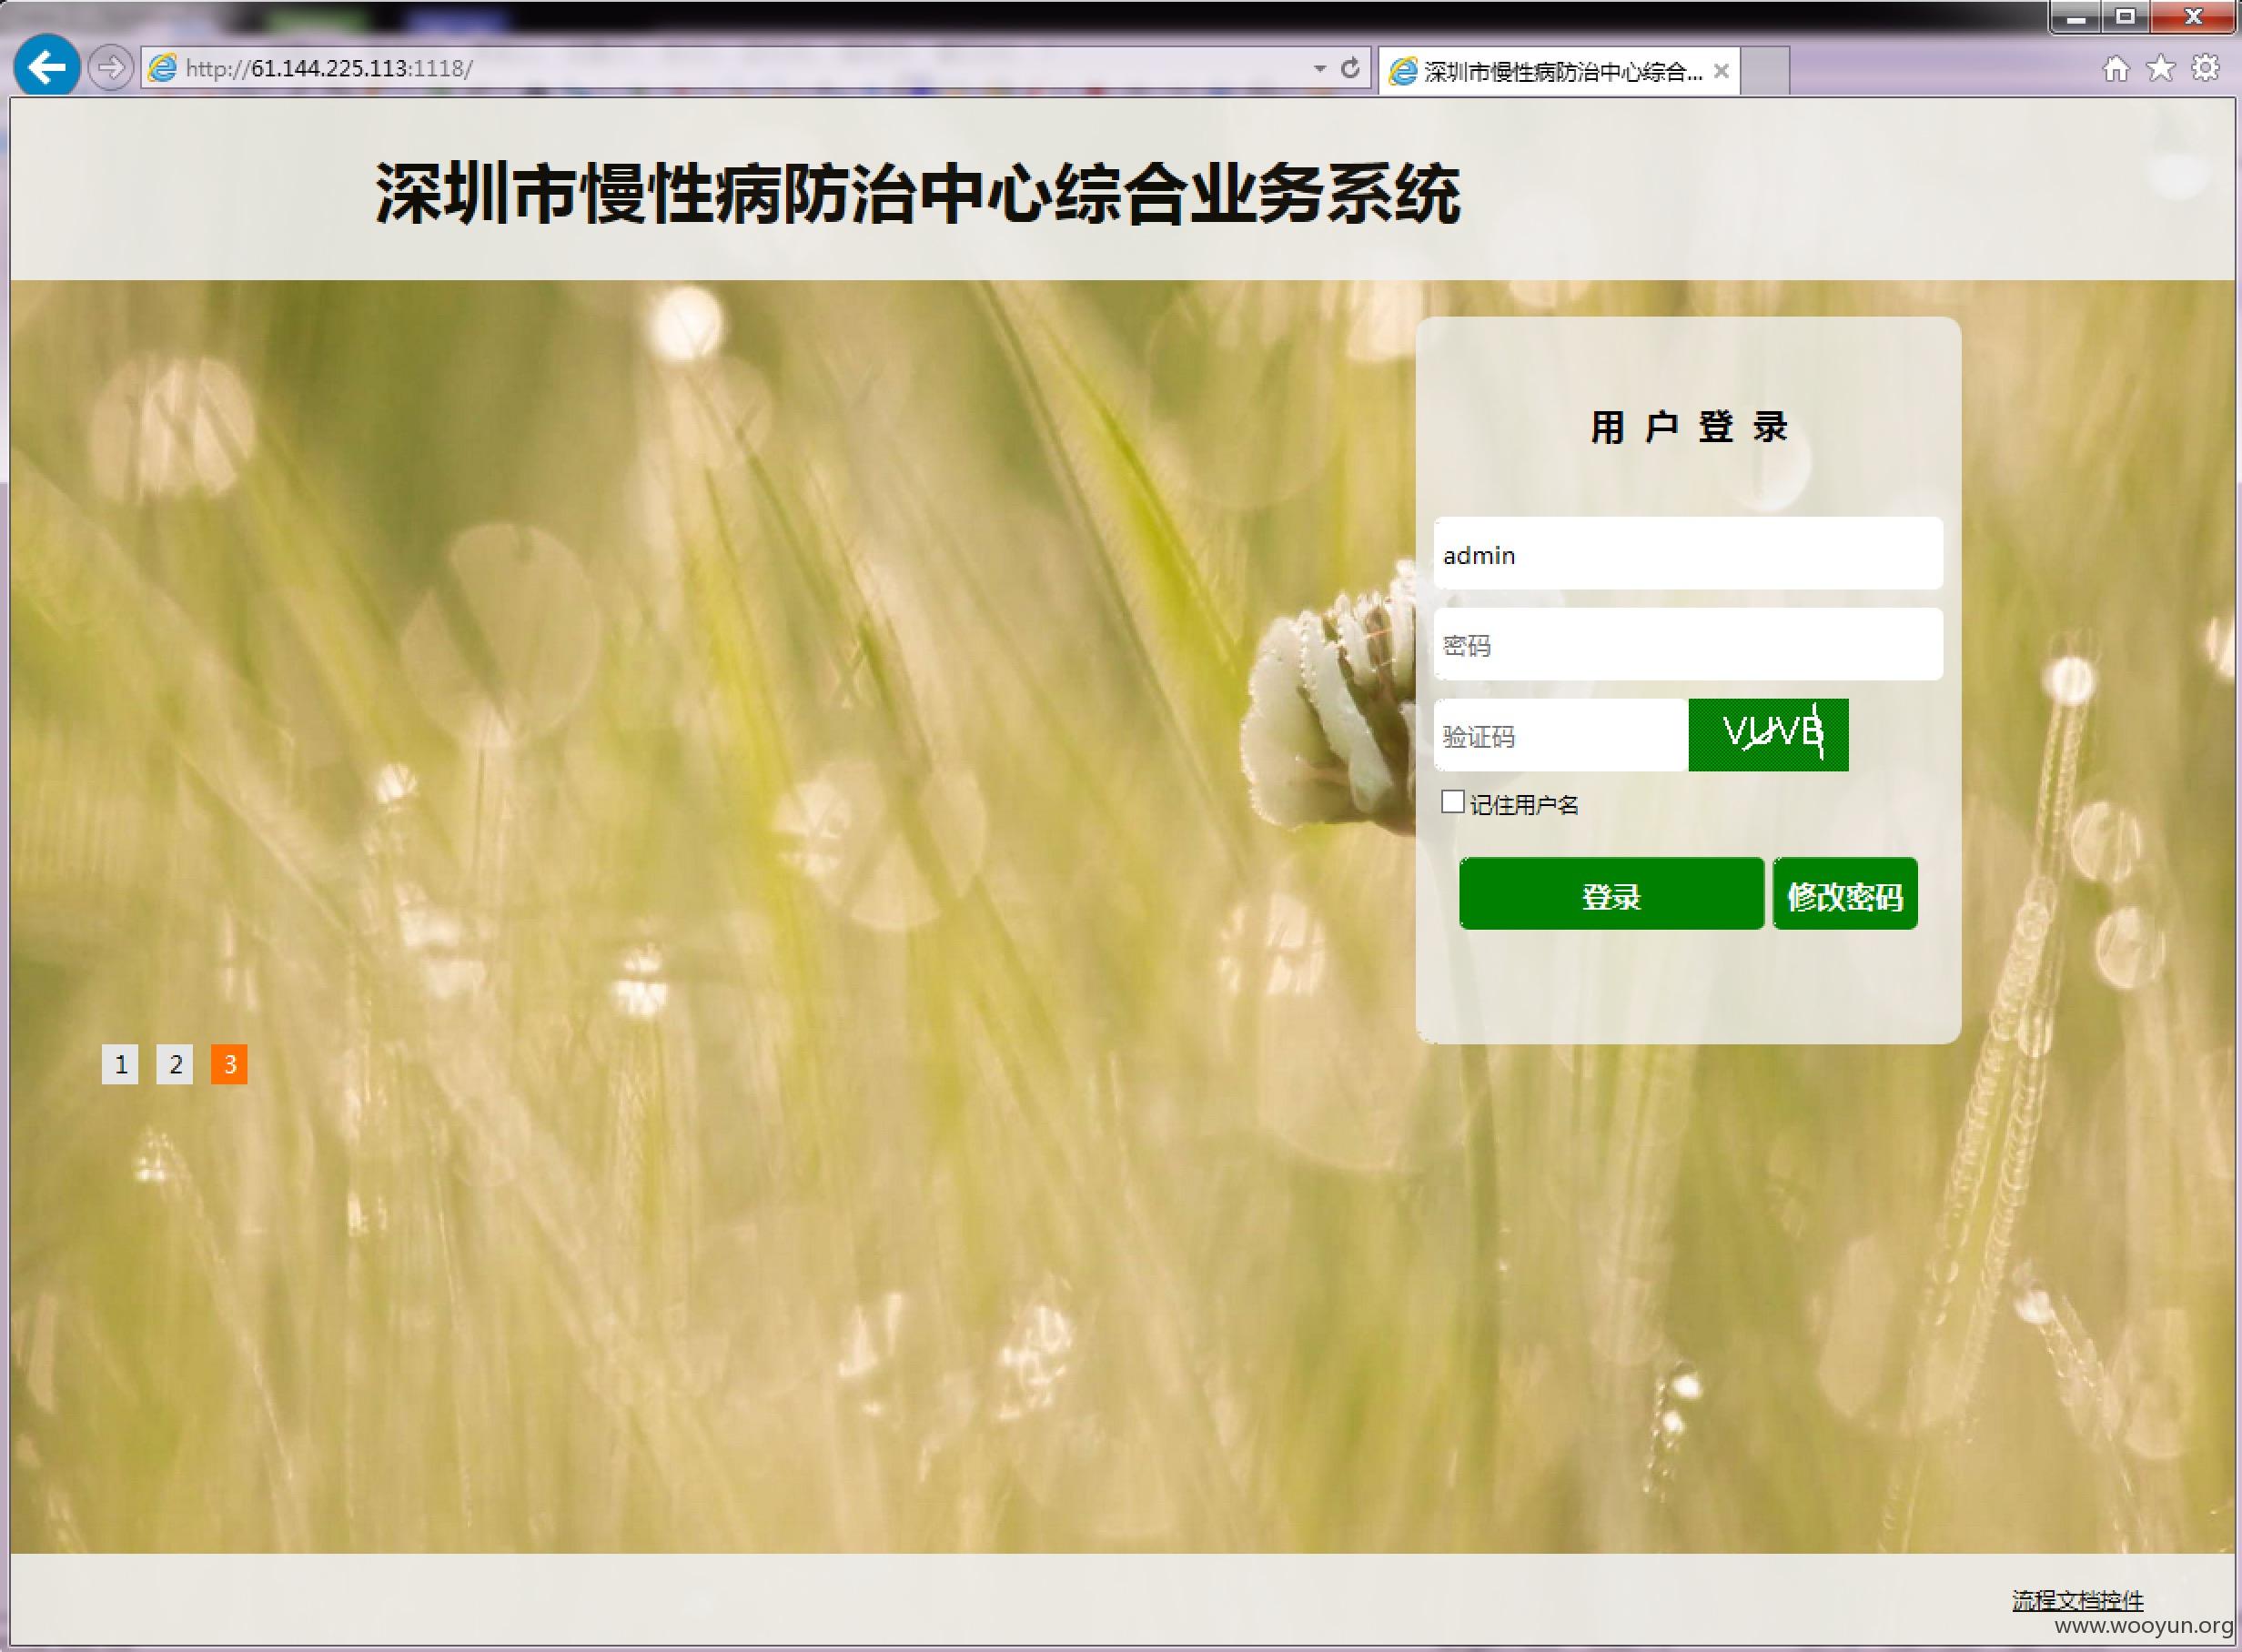 http://61.144.225.113:1118/
深圳市慢性病防治中心综合...
深圳市慢性病防治中心综合业务系统
用户登录
admin
密码
验证码
VUVB
记住用户名
登录 修改密码
1 2 3
流程文档控件
www.wooyun.org